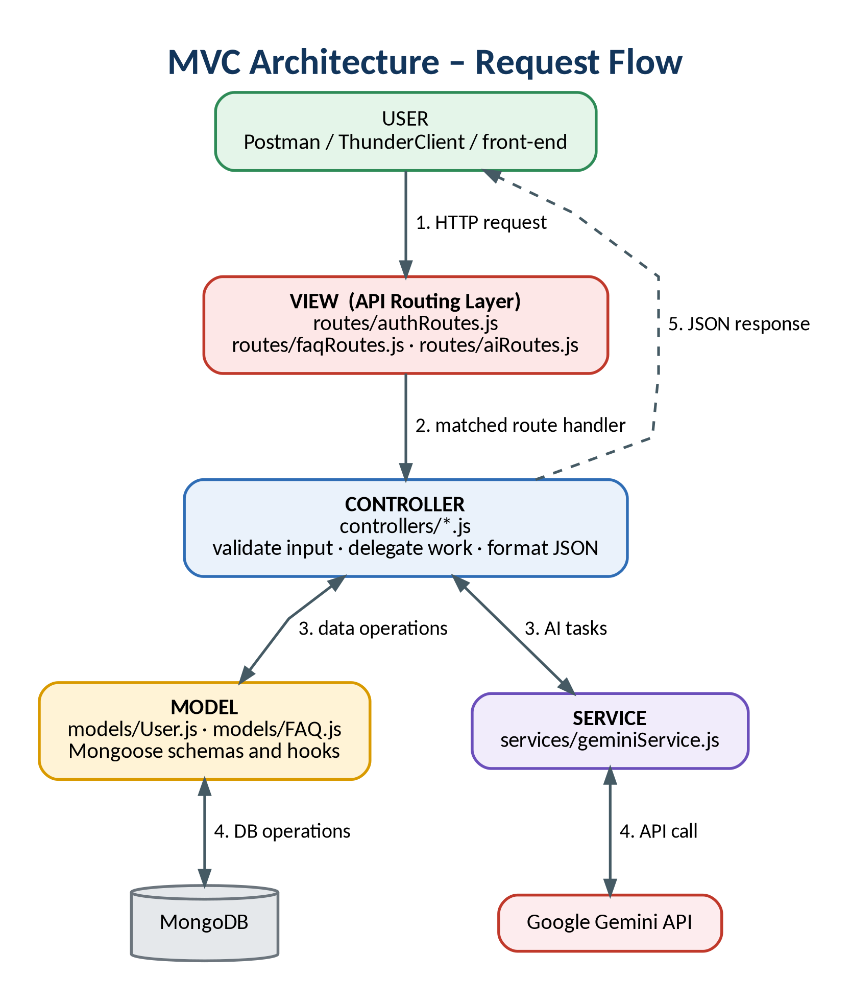 MVC Architecture – Request Flow
USER
Postman / ThunderClient / front-end
1. HTTP request
VIEW  (API Routing Layer)
routes/authRoutes.js
routes/faqRoutes.js · routes/aiRoutes.js
5. JSON response
2. matched route handler
CONTROLLER
controllers/*.js
validate input · delegate work · format JSON
3. data operations
3. AI tasks
MODEL
models/User.js · models/FAQ.js
Mongoose schemas and hooks
SERVICE
services/geminiService.js
4. DB operations
4. API call
MongoDB
Google Gemini API